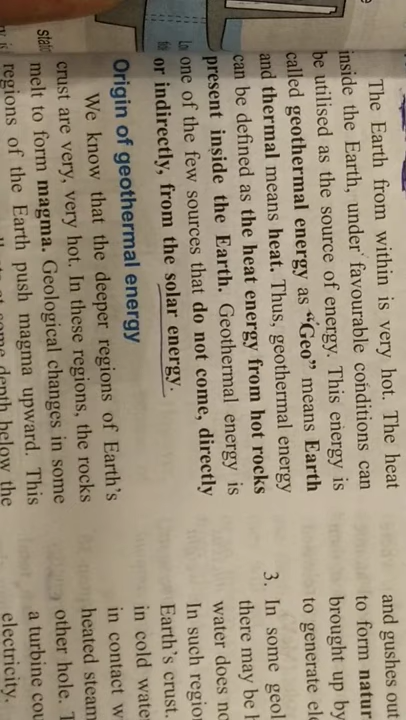 The Earth from within is very hot. The heat
inside the Earth, under favourable conditions can
be utilised as the source of energy. This energy is
called geothermal energy as "Geo" means Earth
and thermal means heat. Thus, geothermal energy
can be defined as the heat energy from hot rocks
present inside the Earth. Geothermal energy is
one of the few sources that do not come, directly
or indirectly, from the solar energy.
Origin of geothermal energy
We know that the deeper regions of Earth's
crust are very, very hot. In these regions, the rocks
melt to form magma. Geological changes in some
regions of the Earth push magma upward. This
some depth below the
and gushes out
to form
brought up by
to generate
3. In some
there may be
water does
In such
Earth's crust.
in cold
in contact
heated steam
other hole.
a turbine
electricity.